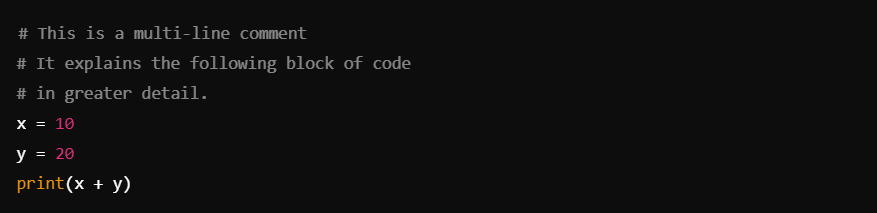 # This is a multi-line comment
# It explains the following block of code
# in greater detail.
x = 10
y = 20
print(x + y)